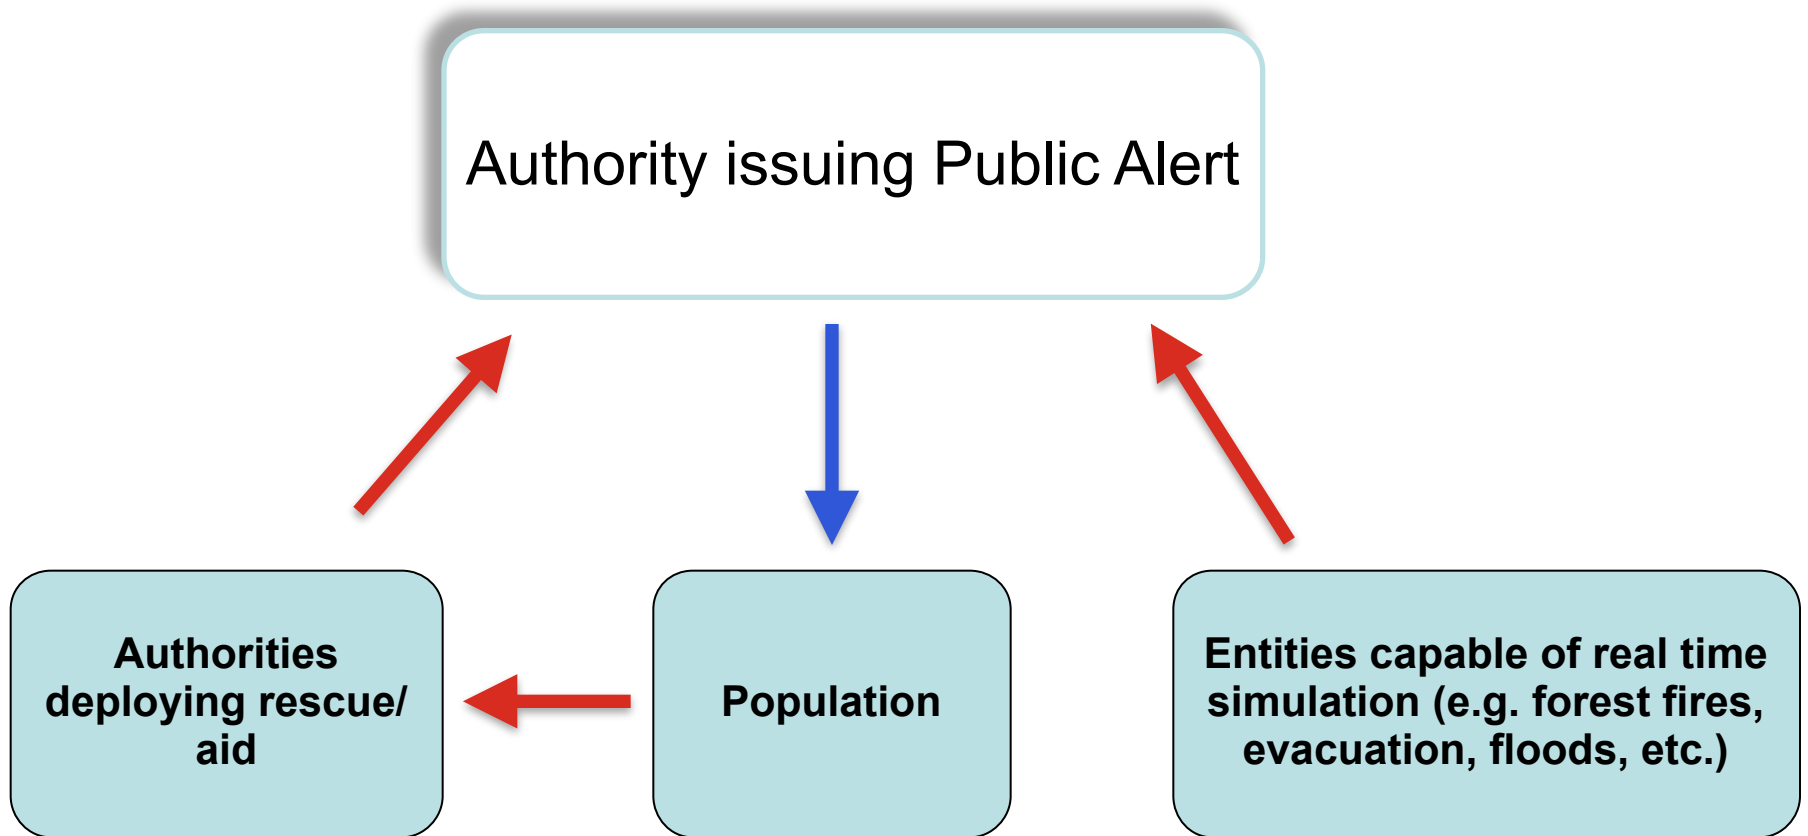 Authority issuing Public Alert
Authorities
deploying rescue/
aid
Population
Entities capable of real time
simulation (e.g. forest fires,
evacuation, floods, etc.)